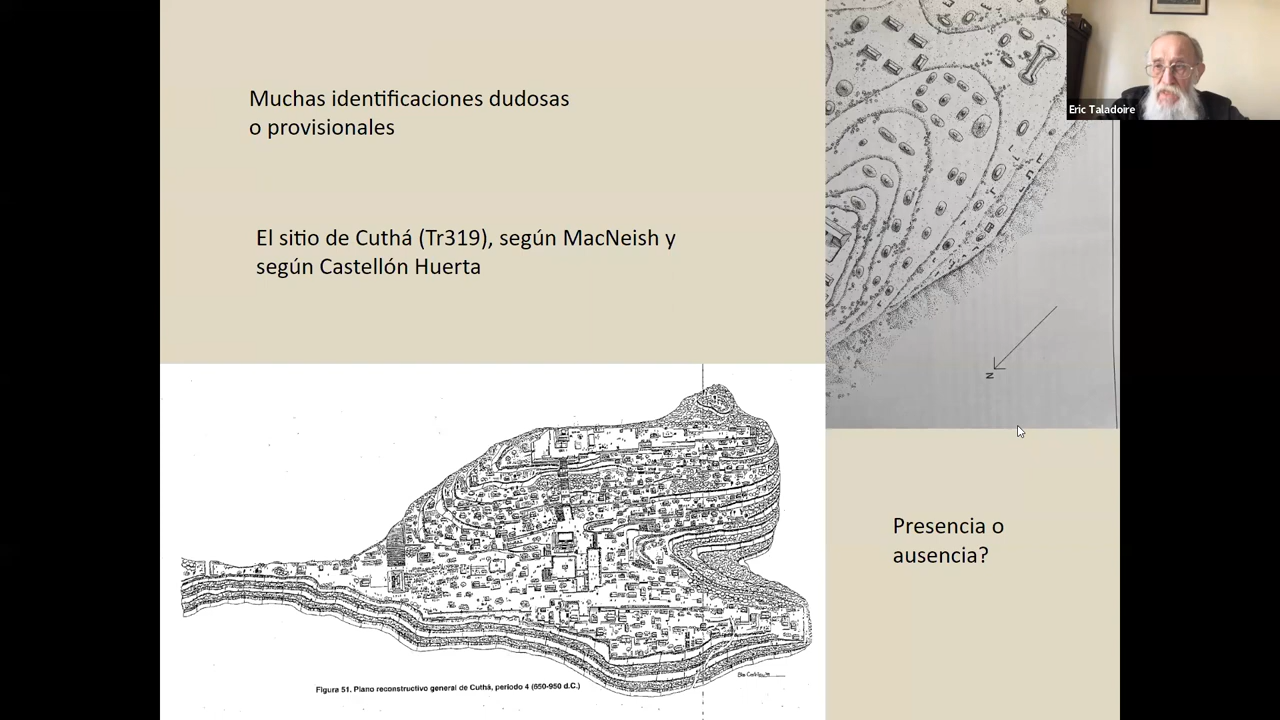 Muchas identificaciones dudosas
o provisionales
Eric Taladoire
El sitio de Cuthá (Tr319), según MacNeish y
según Castellón Huerta
N
Presencia o
ausencia?
Figura 51. Plano reconstructivo general de Cuthá, periodo 4 (650-950 d.C.)